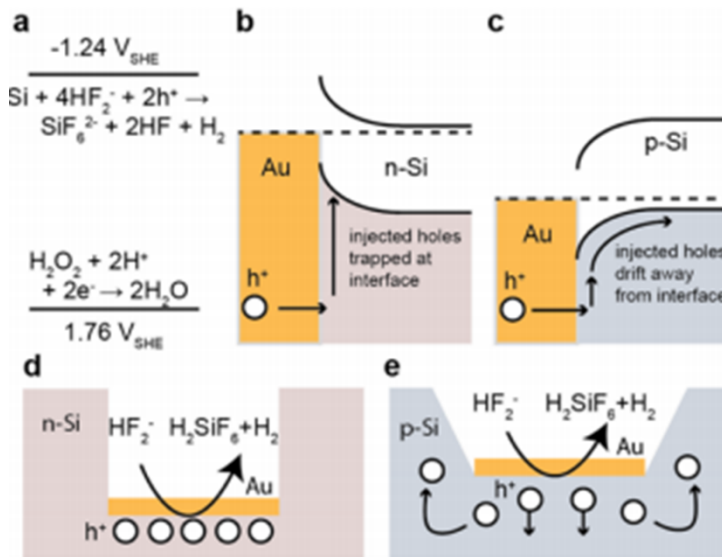 a
-1.24 V_SHE
Si + 4HF₂⁻ + 2h⁺ →
SiF₆²⁻ + 2HF + H₂
H₂O₂ + 2H⁺
+ 2e⁻→ 2H₂O
1.76 V_SHE
b
Au
n-Si
injected holes
trapped at
interface
h⁺
c
p-Si
Au
injected holes
drift away
from interface
h⁺
d
n-Si
HF₂⁻ H₂SiF₆+H₂
Au
h⁺
e
HF₂⁻ H₂SiF₆+H₂
p-Si
Au
h⁺